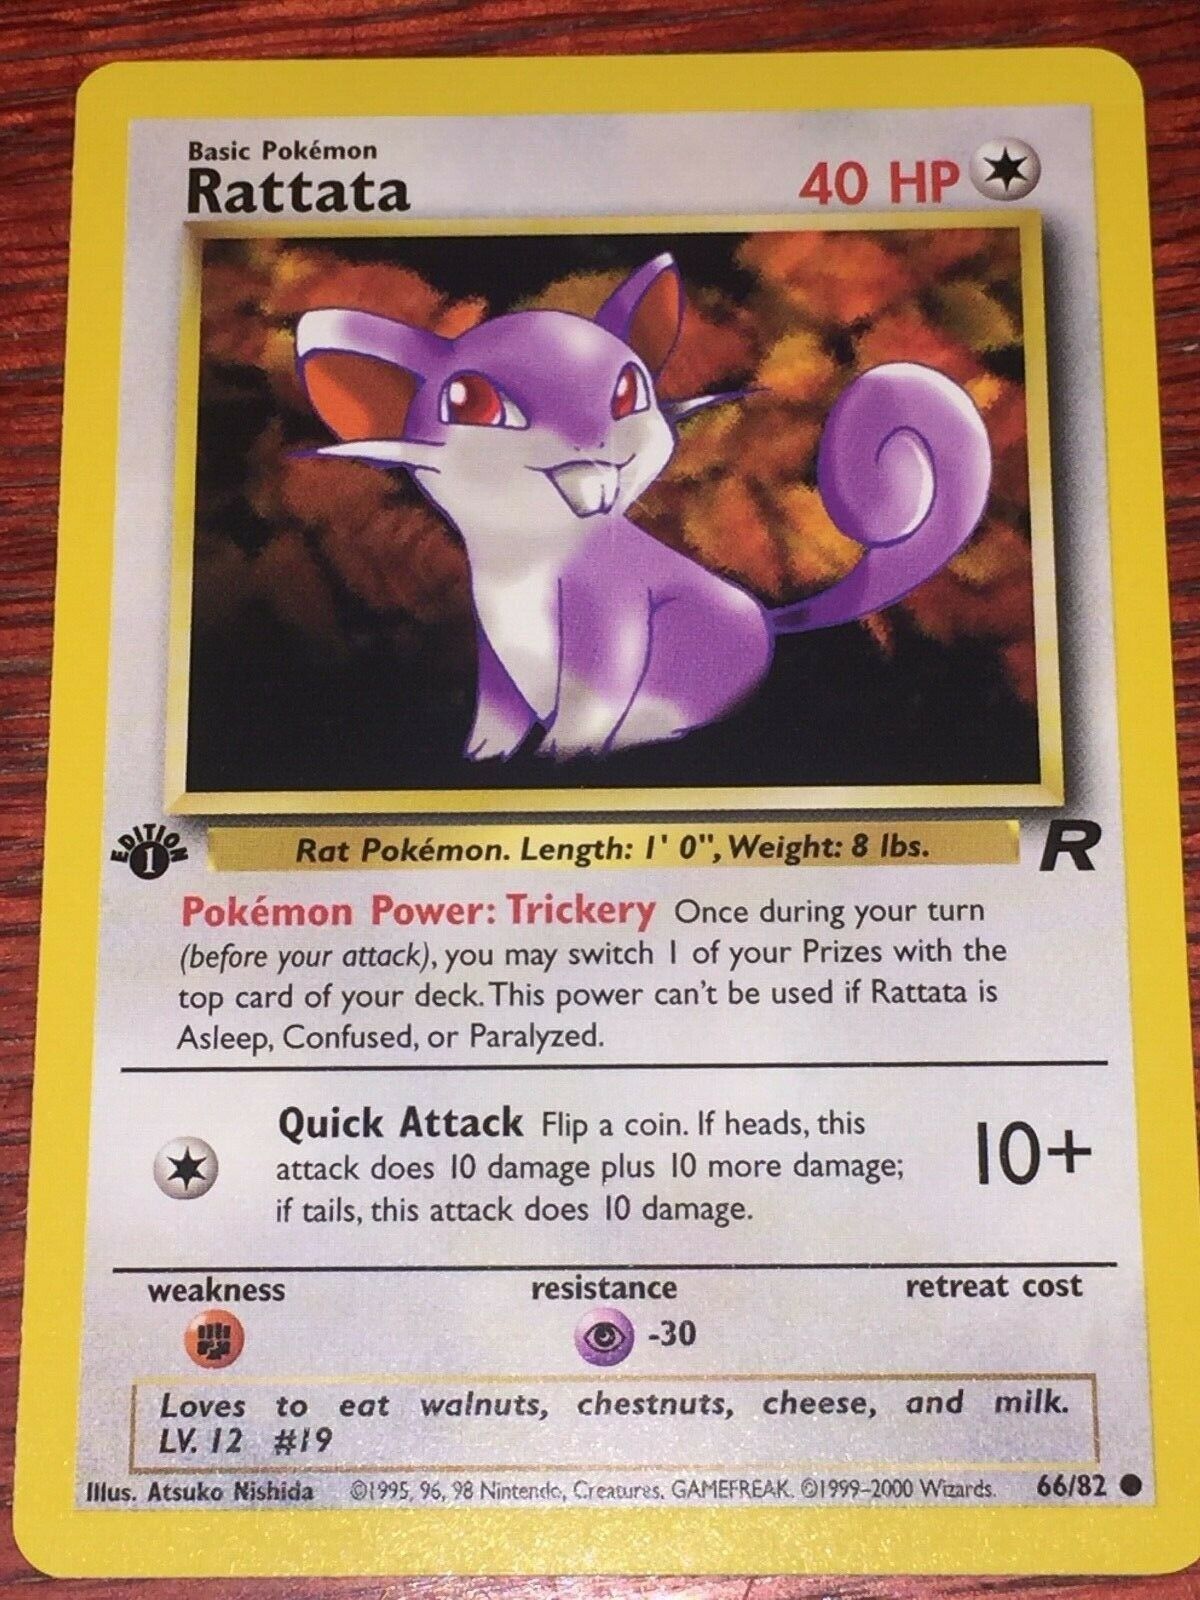 Basic Pokémon
Rattata
40 HP
EDITION
1
Rat Pokémon. Length: 1' 0", Weight: 8 lbs.
R
Pokémon Power: Trickery Once during your turn
(before your attack), you may switch 1 of your Prizes with the
top card of your deck. This power can't be used if Rattata is
Asleep, Confused, or Paralyzed.
Quick Attack Flip a coin. If heads, this
attack does 10 damage plus 10 more damage;
if tails, this attack does 10 damage.
10+
weakness resistance retreat cost
-30
Loves to eat walnuts, chestnuts, cheese, and milk.
LV. 12 #19
Illus. Atsuko Nishida ©1995, 96, 98 Nintendo, Creatures, GAMEFREAK. ©1999-2000 Wizards. 66/82